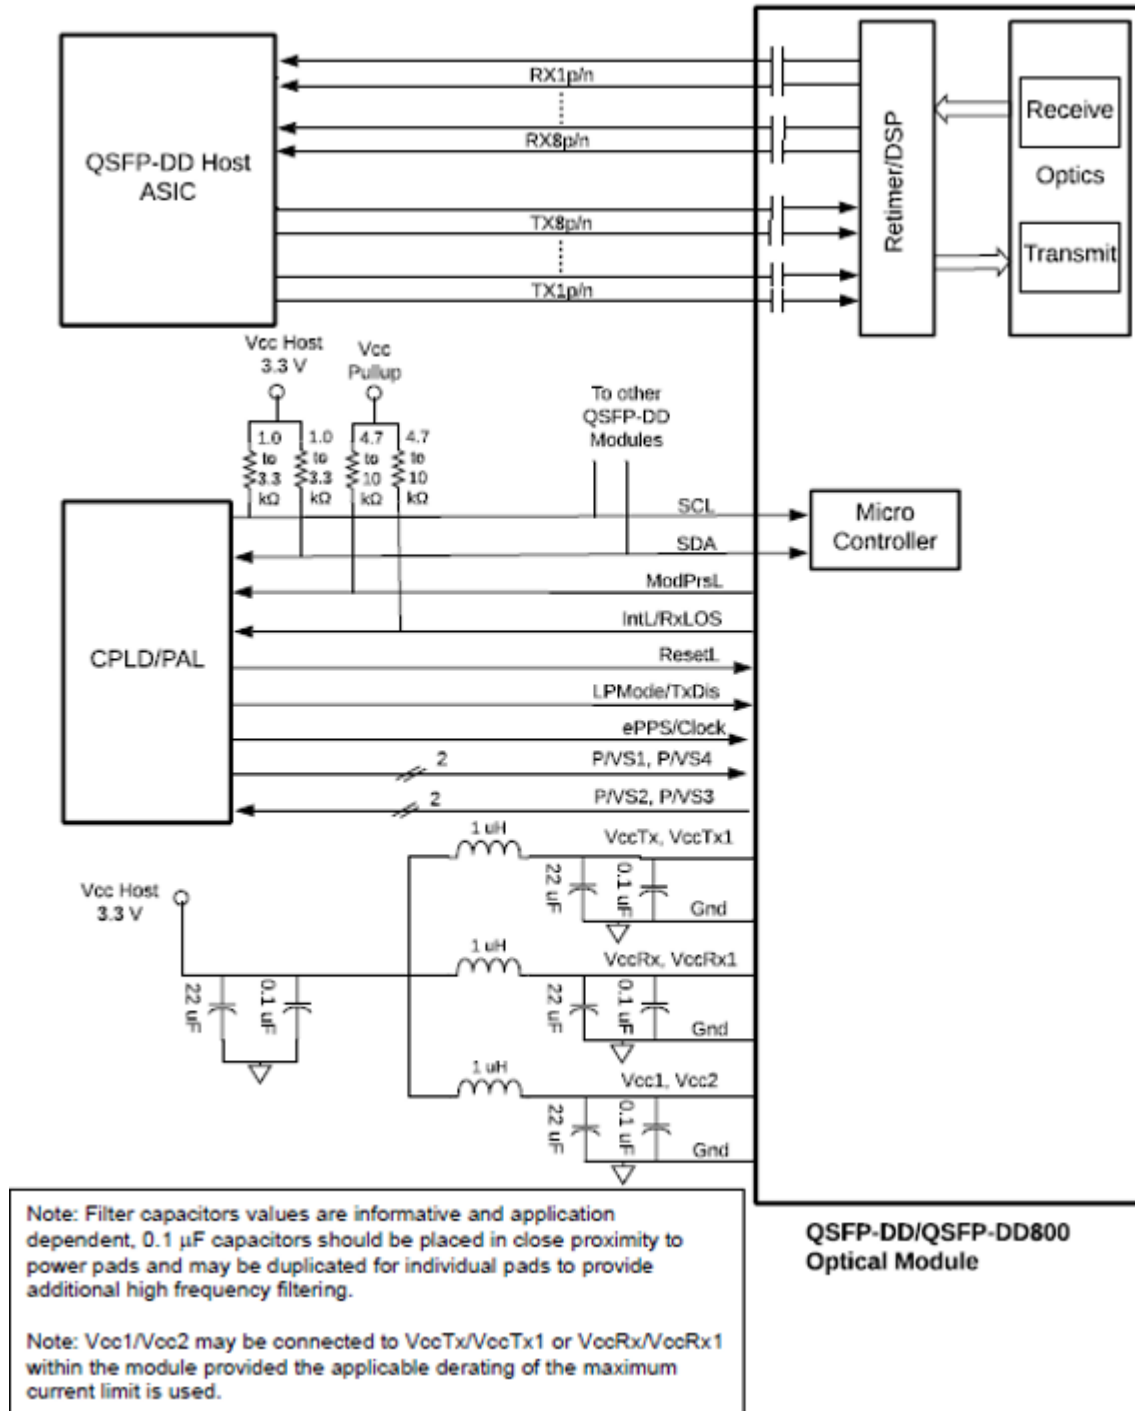 RX1p/n
RX8p/n
TX8p/n
TX1p/n
QSFP-DD Host
ASIC
Retimer/DSP
Receive
Optics
Transmit
Vcc Host
3.3 V
Vcc
Pullup
1.0
to
3.3
kΩ
1.0
to
3.3
kΩ
4.7
to
10
kΩ
4.7
to
10
kΩ
To other
QSFP-DD
Modules
SCL
SDA
ModPrsL
IntL/RxLOS
ResetL
LPMode/TxDis
ePPS/Clock
2
P/VS1, P/VS4
2
P/VS2, P/VS3
Micro
Controller
CPLD/PAL
1 uH
VccTx, VccTx1
22 uF
0.1 uF
Gnd
Vcc Host
3.3 V
22 uF
0.1 uF
1 uH
VccRx, VccRx1
22 uF
0.1 uF
Gnd
1 uH
Vcc1, Vcc2
22 uF
0.1 uF
Gnd
Note: Filter capacitors values are informative and application
dependent, 0.1 μF capacitors should be placed in close proximity to
power pads and may be duplicated for individual pads to provide
additional high frequency filtering.
Note: Vcc1/Vcc2 may be connected to VccTx/VccTx1 or VccRx/VccRx1
within the module provided the applicable derating of the maximum
current limit is used.
QSFP-DD/QSFP-DD800
Optical Module